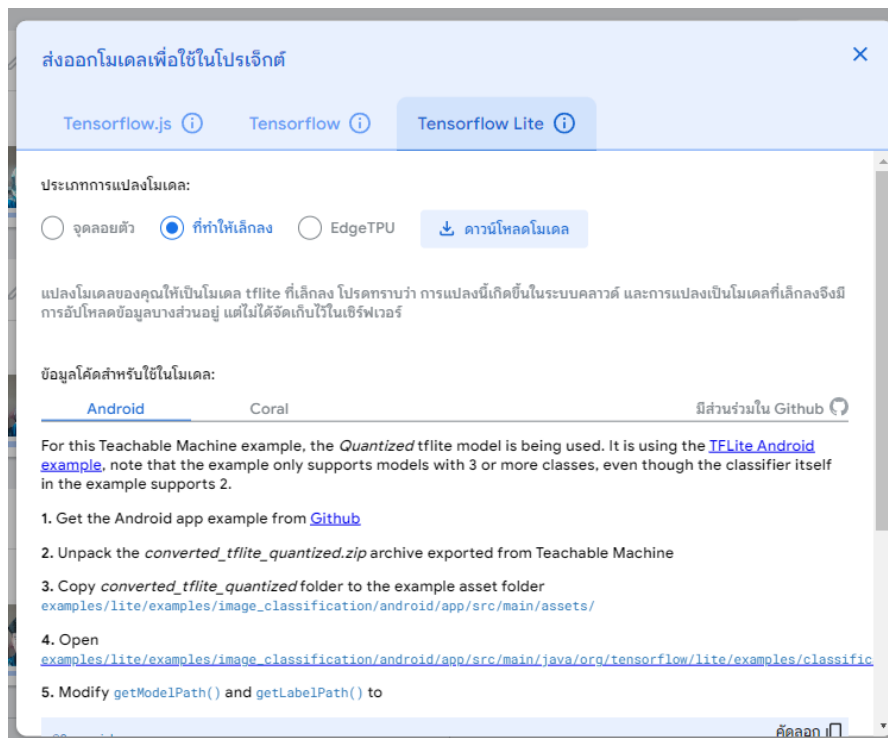 ส่งออกโมเดลเพื่อใช้ในโปรเจ็กต์
Tensorflow.js
Tensorflow
Tensorflow Lite
ประเภทการแปลงโมเดล:
จุดลอยตัว
ที่ทำให้เล็กลง
EdgeTPU
ดาวน์โหลดโมเดล
แปลงโมเดลของคุณให้เป็นโมเดล tflite ที่เล็กลง โปรดทราบว่า การแปลงนี้เกิดขึ้นในระบบคลาวด์ และการแปลงเป็นโมเดลที่เล็กลงจึงมี
การอัปโหลดข้อมูลบางส่วนอยู่ แต่ไม่ได้จัดเก็บไว้ในเซิร์ฟเวอร์
ข้อมูลโค้ดสำหรับใช้ในโมเดล:
Android
Coral
มีส่วนร่วมใน Github
For this Teachable Machine example, the Quantized tflite model is being used. It is using the TFLite Android
example, note that the example only supports models with 3 or more classes, even though the classifier itself
in the example supports 2.
1. Get the Android app example from Github
2. Unpack the converted_tflite_quantized.zip archive exported from Teachable Machine
3. Copy converted_tflite_quantized folder to the example asset folder
examples/lite/examples/image_classification/android/app/src/main/assets/
4. Open
examples/lite/examples/image_classification/android/app/src/main/java/org/tensorflow/lite/examples/classific
5. Modify getModelPath() and getLabelPath() to
คัดลอก